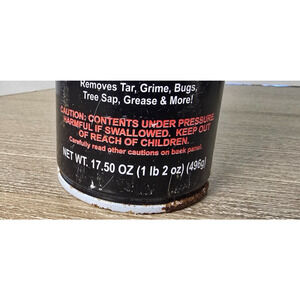 Removes Tar, Grime, Bugs,
Tree Sap, Grease & More!
CAUTION: CONTENTS UNDER PRESSURE.
HARMFUL IF SWALLOWED. KEEP OUT
OF REACH OF CHILDREN.
Carefully read other cautions on back panel.
NET WT. 17.50 OZ (1 lb 2 oz) (496g)